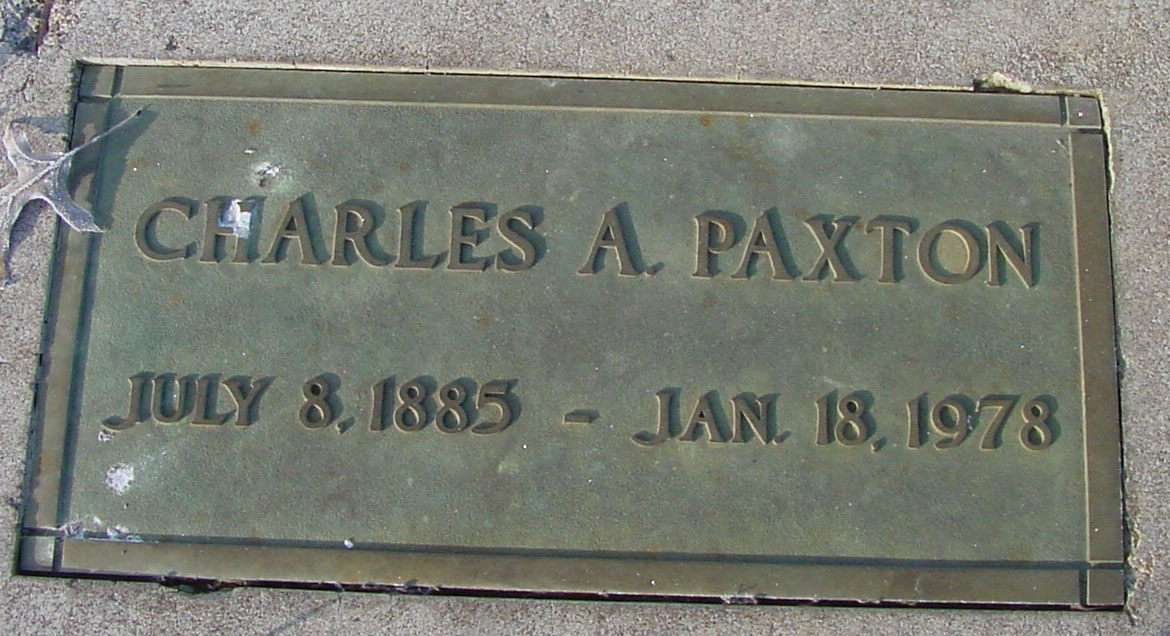 CHARLES A. PAXTON
JULY 8, 1885 - JAN. 18, 1978